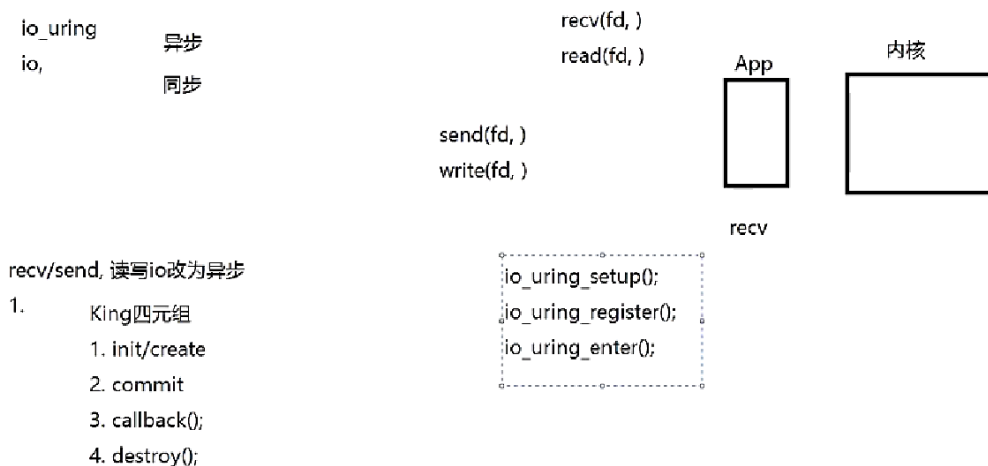 io_uring
异步
io,
同步
recv(fd, )
read(fd, )
send(fd, )
write(fd, )
App
内核
recv
recv/send, 读写io改为异步
1.
King四元组
1. init/create
2. commit
3. callback();
4. destroy();
io_uring_setup();
io_uring_register();
io_uring_enter();